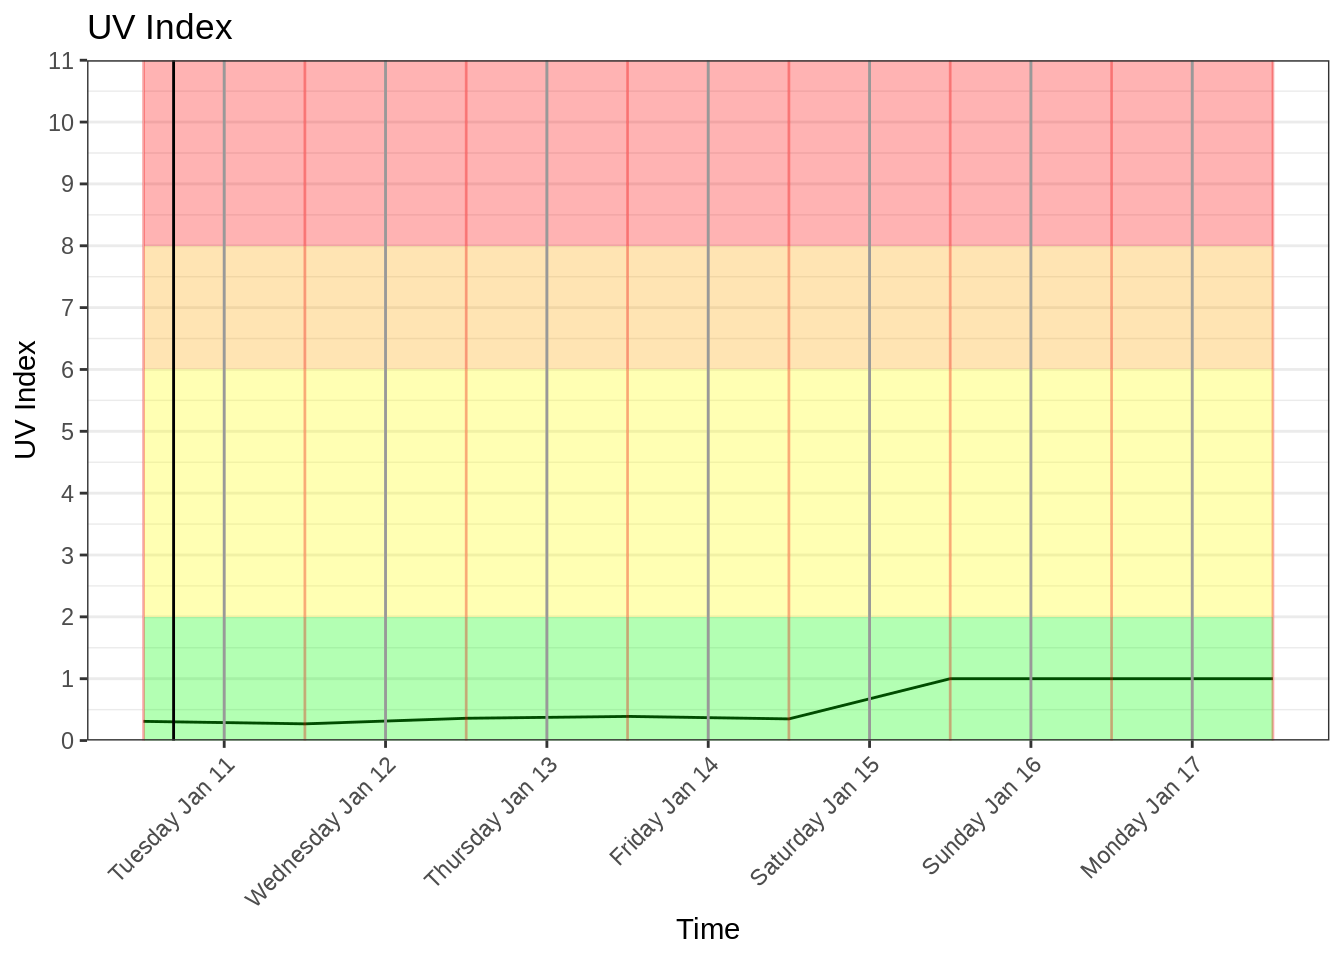 UV Index
11
10
9
8
7
6
5
4
3
2
1
0
UV Index
Tuesday Jan 11
Wednesday Jan 12
Thursday Jan 13
Friday Jan 14
Saturday Jan 15
Sunday Jan 16
Monday Jan 17
Time